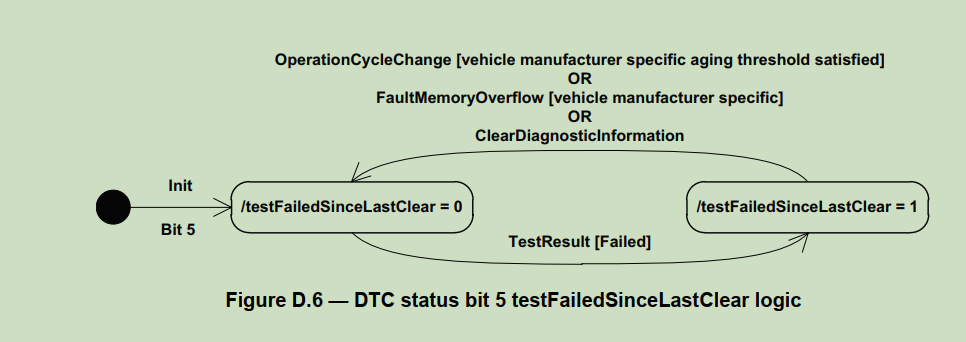 OperationCycleChange [vehicle manufacturer specific aging threshold satisfied]
OR
FaultMemoryOverflow [vehicle manufacturer specific]
OR
ClearDiagnosticInformation
Init
Bit 5
/testFailedSinceLastClear = 0
/testFailedSinceLastClear = 1
TestResult [Failed]
Figure D.6 — DTC status bit 5 testFailedSinceLastClear logic